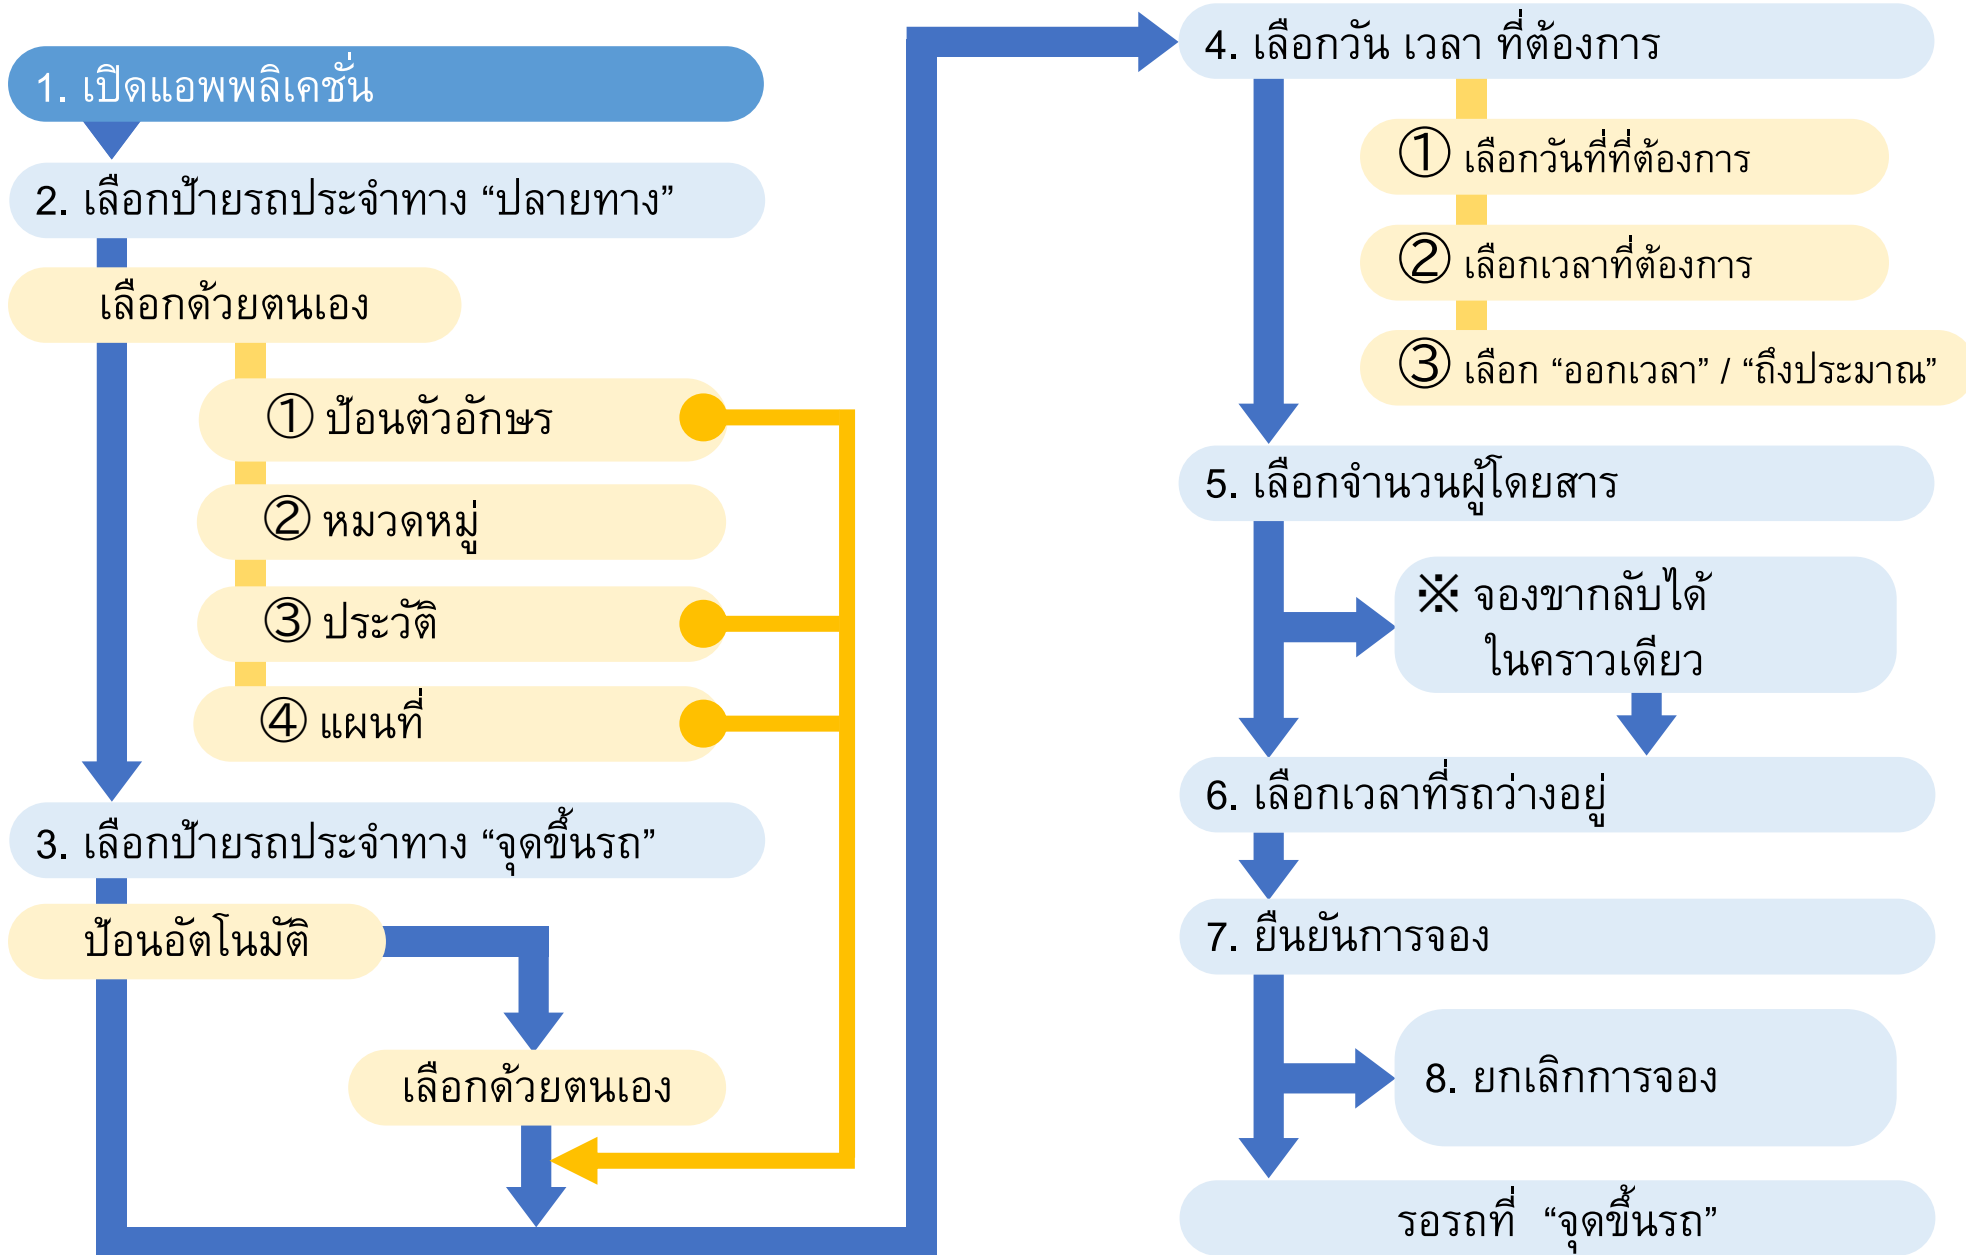 1. เปิดแอพพลิเคชั่น
2. เลือกป้ายรถประจำทาง “ปลายทาง”
เลือกด้วยตนเอง
① ป้อนตัวอักษร
② หมวดหมู่
③ ประวัติ
④ แผนที่
3. เลือกป้ายรถประจำทาง “จุดขึ้นรถ”
ป้อนอัตโนมัติ
เลือกด้วยตนเอง
4. เลือกวัน เวลา ที่ต้องการ
① เลือกวันที่ที่ต้องการ
② เลือกเวลาที่ต้องการ
③ เลือก “ออกเวลา” / “ถึงประมาณ”
5. เลือกจำนวนผู้โดยสาร
※ จองขากลับได้
ในคราวเดียว
6. เลือกเวลาที่รถว่างอยู่
7. ยืนยันการจอง
8. ยกเลิกการจอง
รอรถที่ “จุดขึ้นรถ”